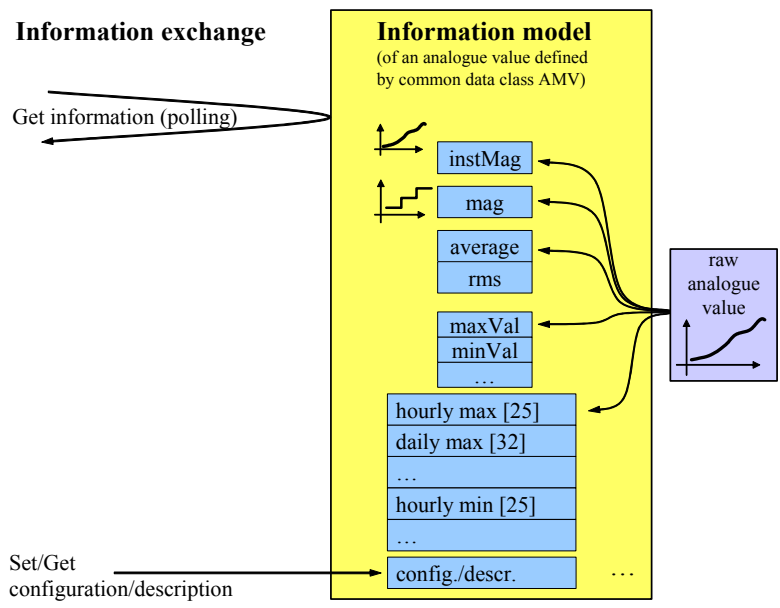 Information exchange
Information model
(of an analogue value defined
by common data class AMV)
Get information (polling)
instMag
mag
average
rms
raw
analogue
value
maxVal
minVal
…
hourly max [25]
daily max [32]
…
hourly min [25]
…
Set/Get
configuration/description
config./descr.
…